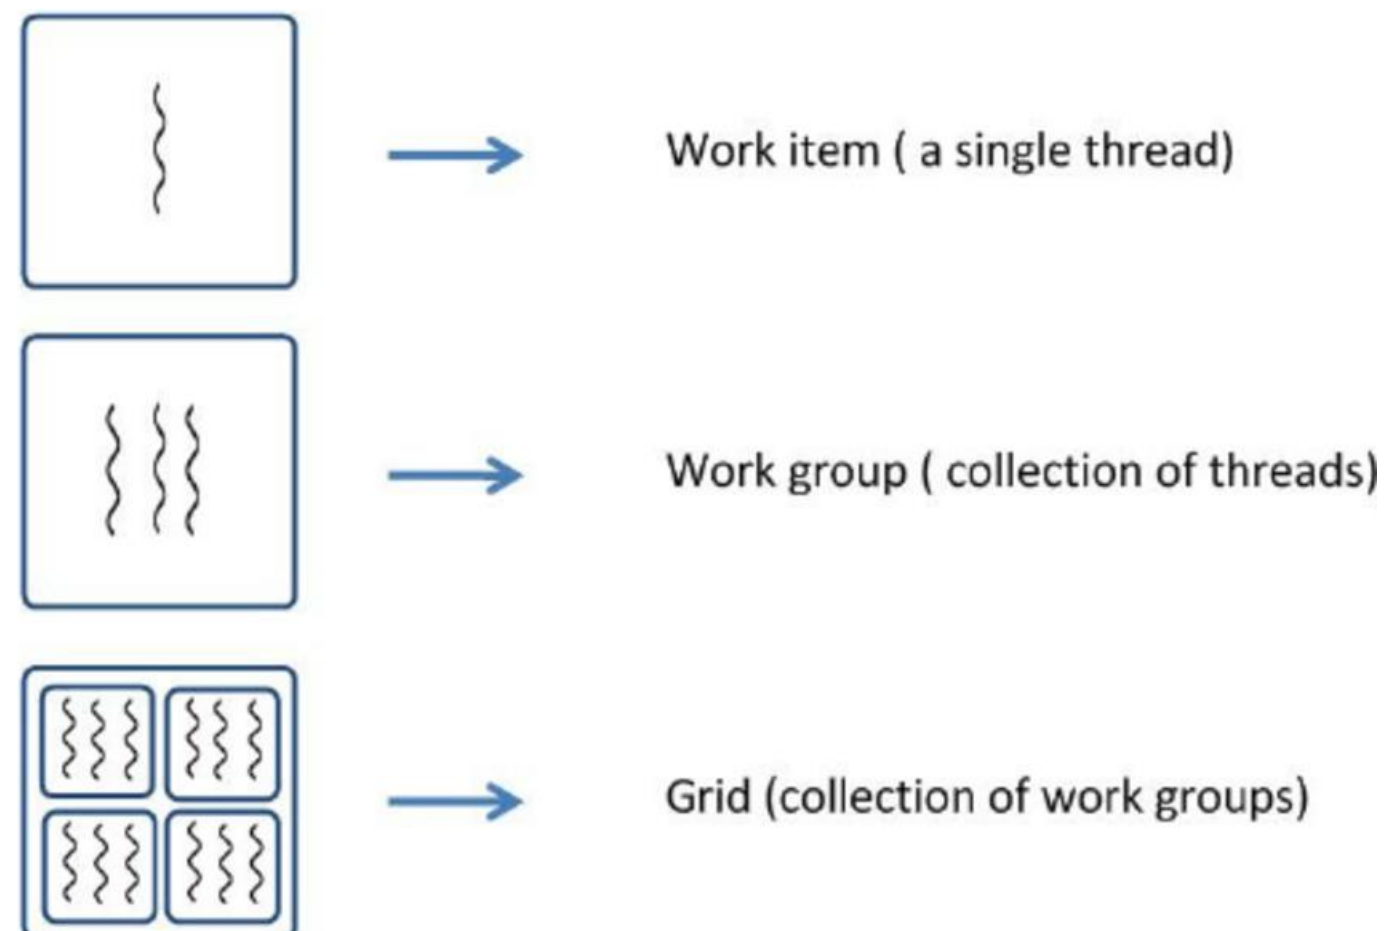 Work item ( a single thread)
Work group ( collection of threads)
Grid (collection of work groups)